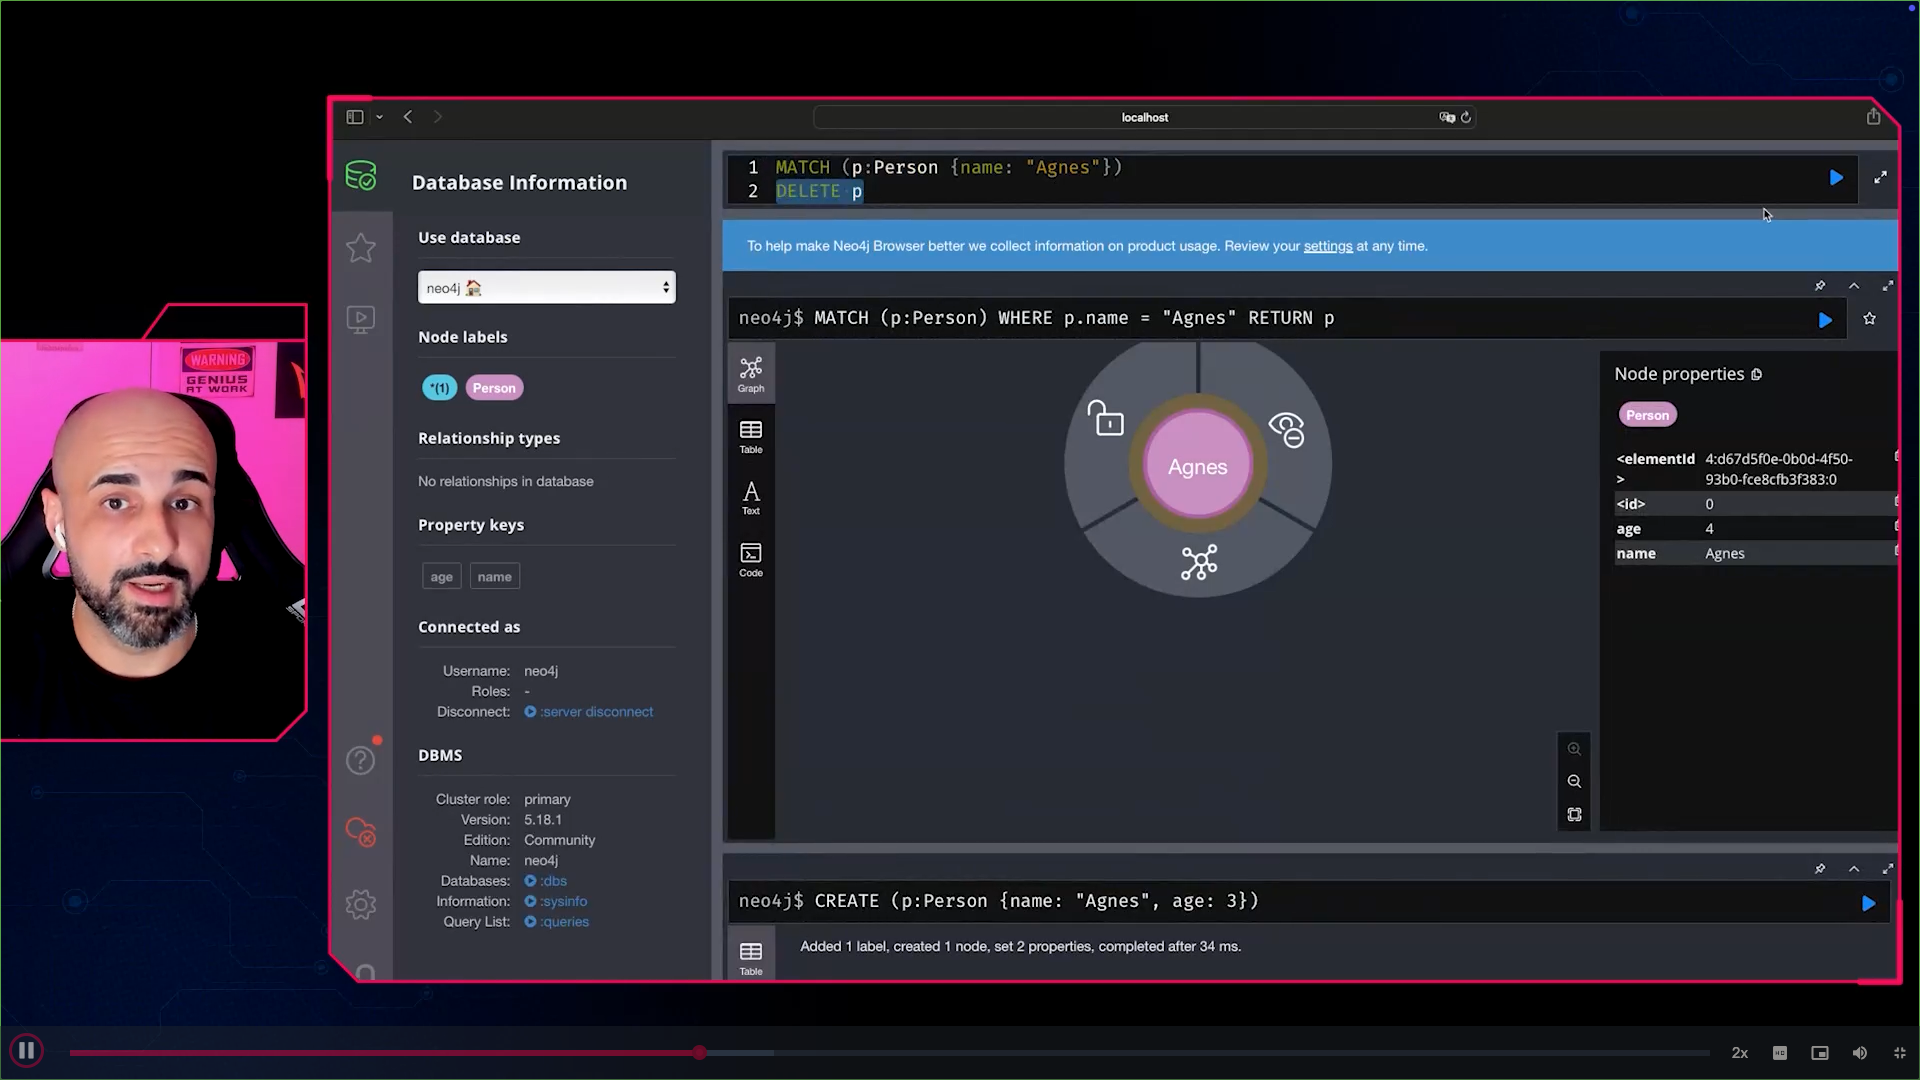 localhost
Database Information
Use database
neo4j
Node labels
*(1) Person
Relationship types
No relationships in database
Property keys
age name
Connected as
Username: neo4j
Roles: -
Disconnect: :server disconnect
DBMS
Cluster role: primary
Version: 5.18.1
Edition: Community
Name: neo4j
Databases: :dbs
Information: :sysinfo
Query List: :queries
1 MATCH (p:Person {name: "Agnes"})
2 DELETE p
To help make Neo4j Browser better we collect information on product usage. Review your settings at any time.
neo4j$ MATCH (p:Person) WHERE p.name = "Agnes" RETURN p
Graph
Table
A
Text
Code
Agnes
Node properties
Person
<elementId
>
4:d67d5f0e-0b0d-4f50-
93b0-fce8cfb3f383:0
<id> 0
age 4
name Agnes
neo4j$ CREATE (p:Person {name: "Agnes", age: 3})
Table
Added 1 label, created 1 node, set 2 properties, completed after 34 ms.
WARNING
GENIUS
AT WORK
2x